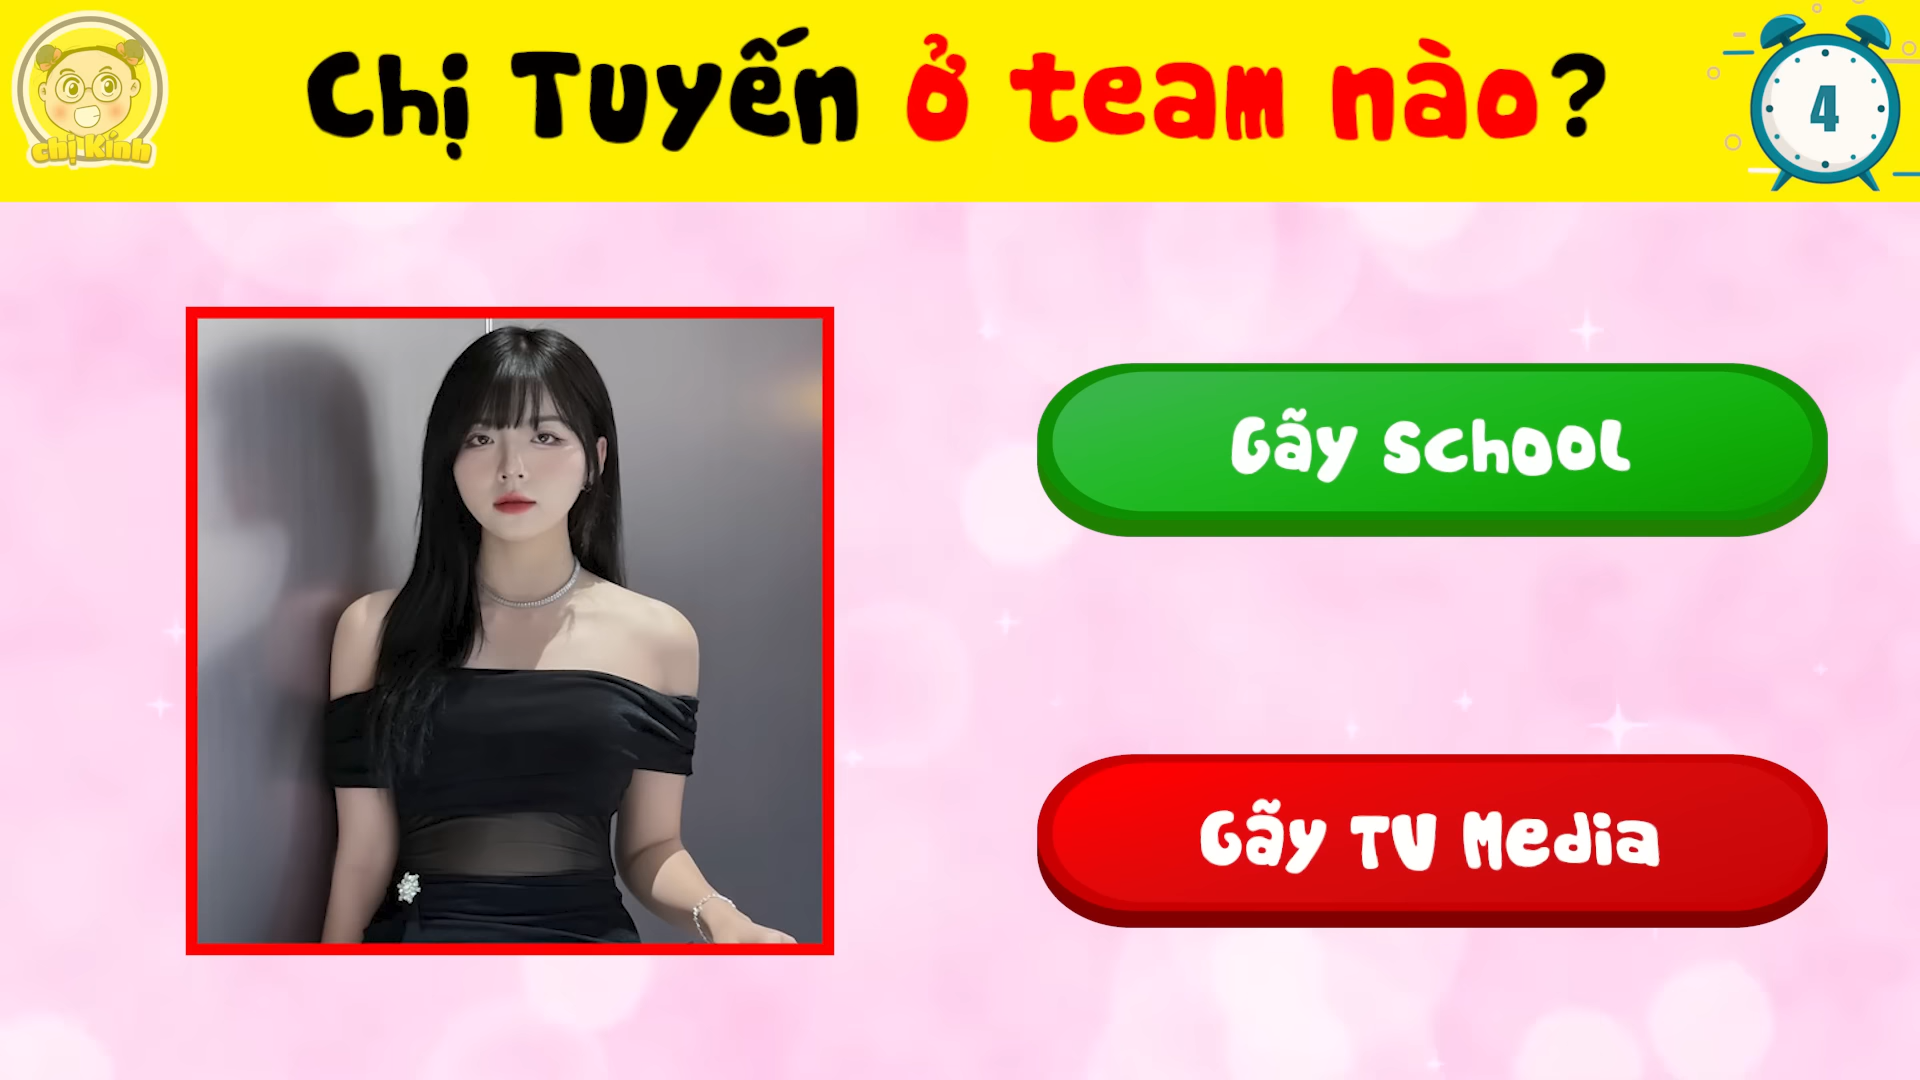 chị Kính
Chị Tuyến ở team nào?
4
Gãy School
Gãy TV Media